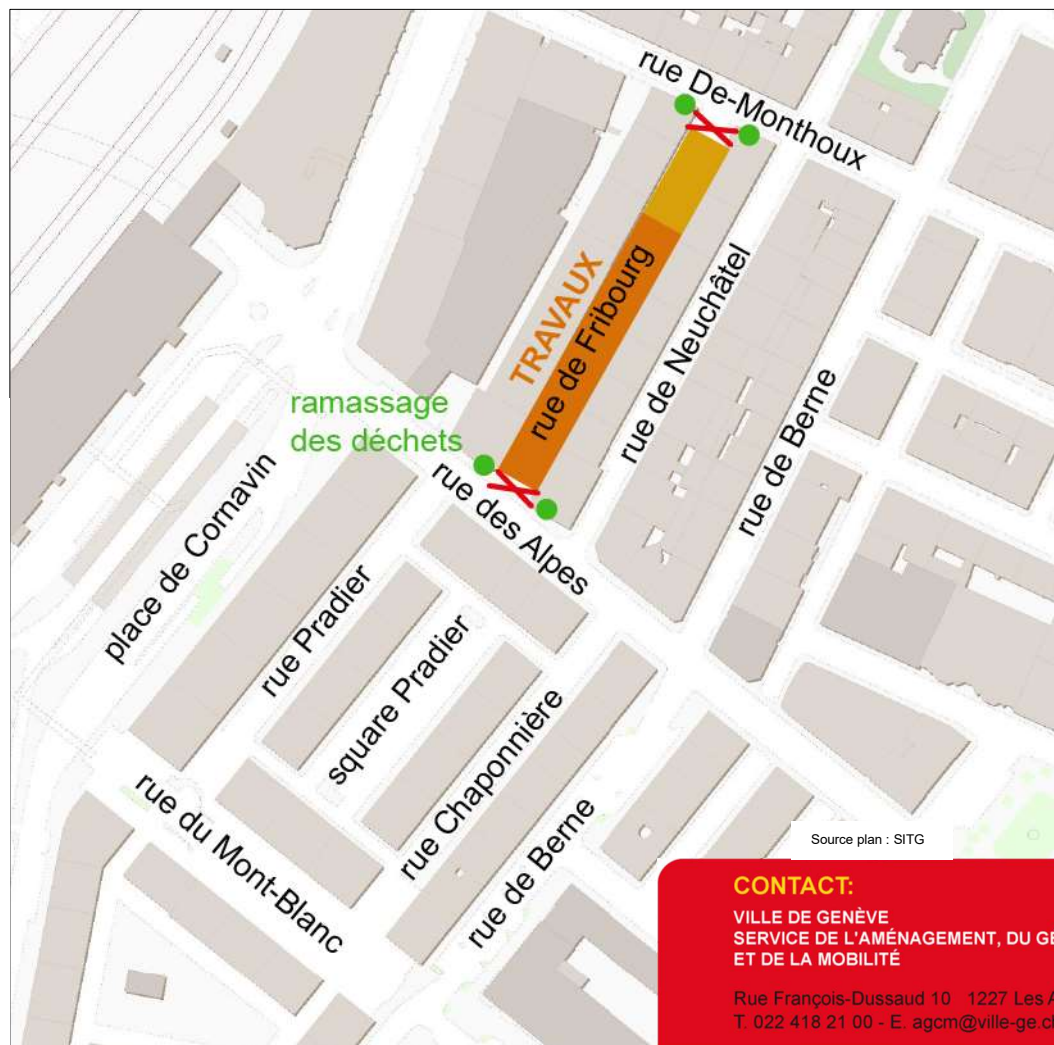 rue De-Monthoux
TRAVAUX
rue de Fribourg
rue de Neuchâtel
rue de Berne
ramassage
des déchets
rue des Alpes
place de Cornavin
rue Pradier
square Pradier
rue Chaponnière
rue de Berne
rue du Mont-Blanc
Source plan : SITG
CONTACT:
VILLE DE GENÈVE
SERVICE DE L'AMÉNAGEMENT, DU
ET DE LA MOBILITÉ
Rue François-Dussaud 10 1227 Les
T. 022 418 21 00 - E. agcm@ville-ge.c